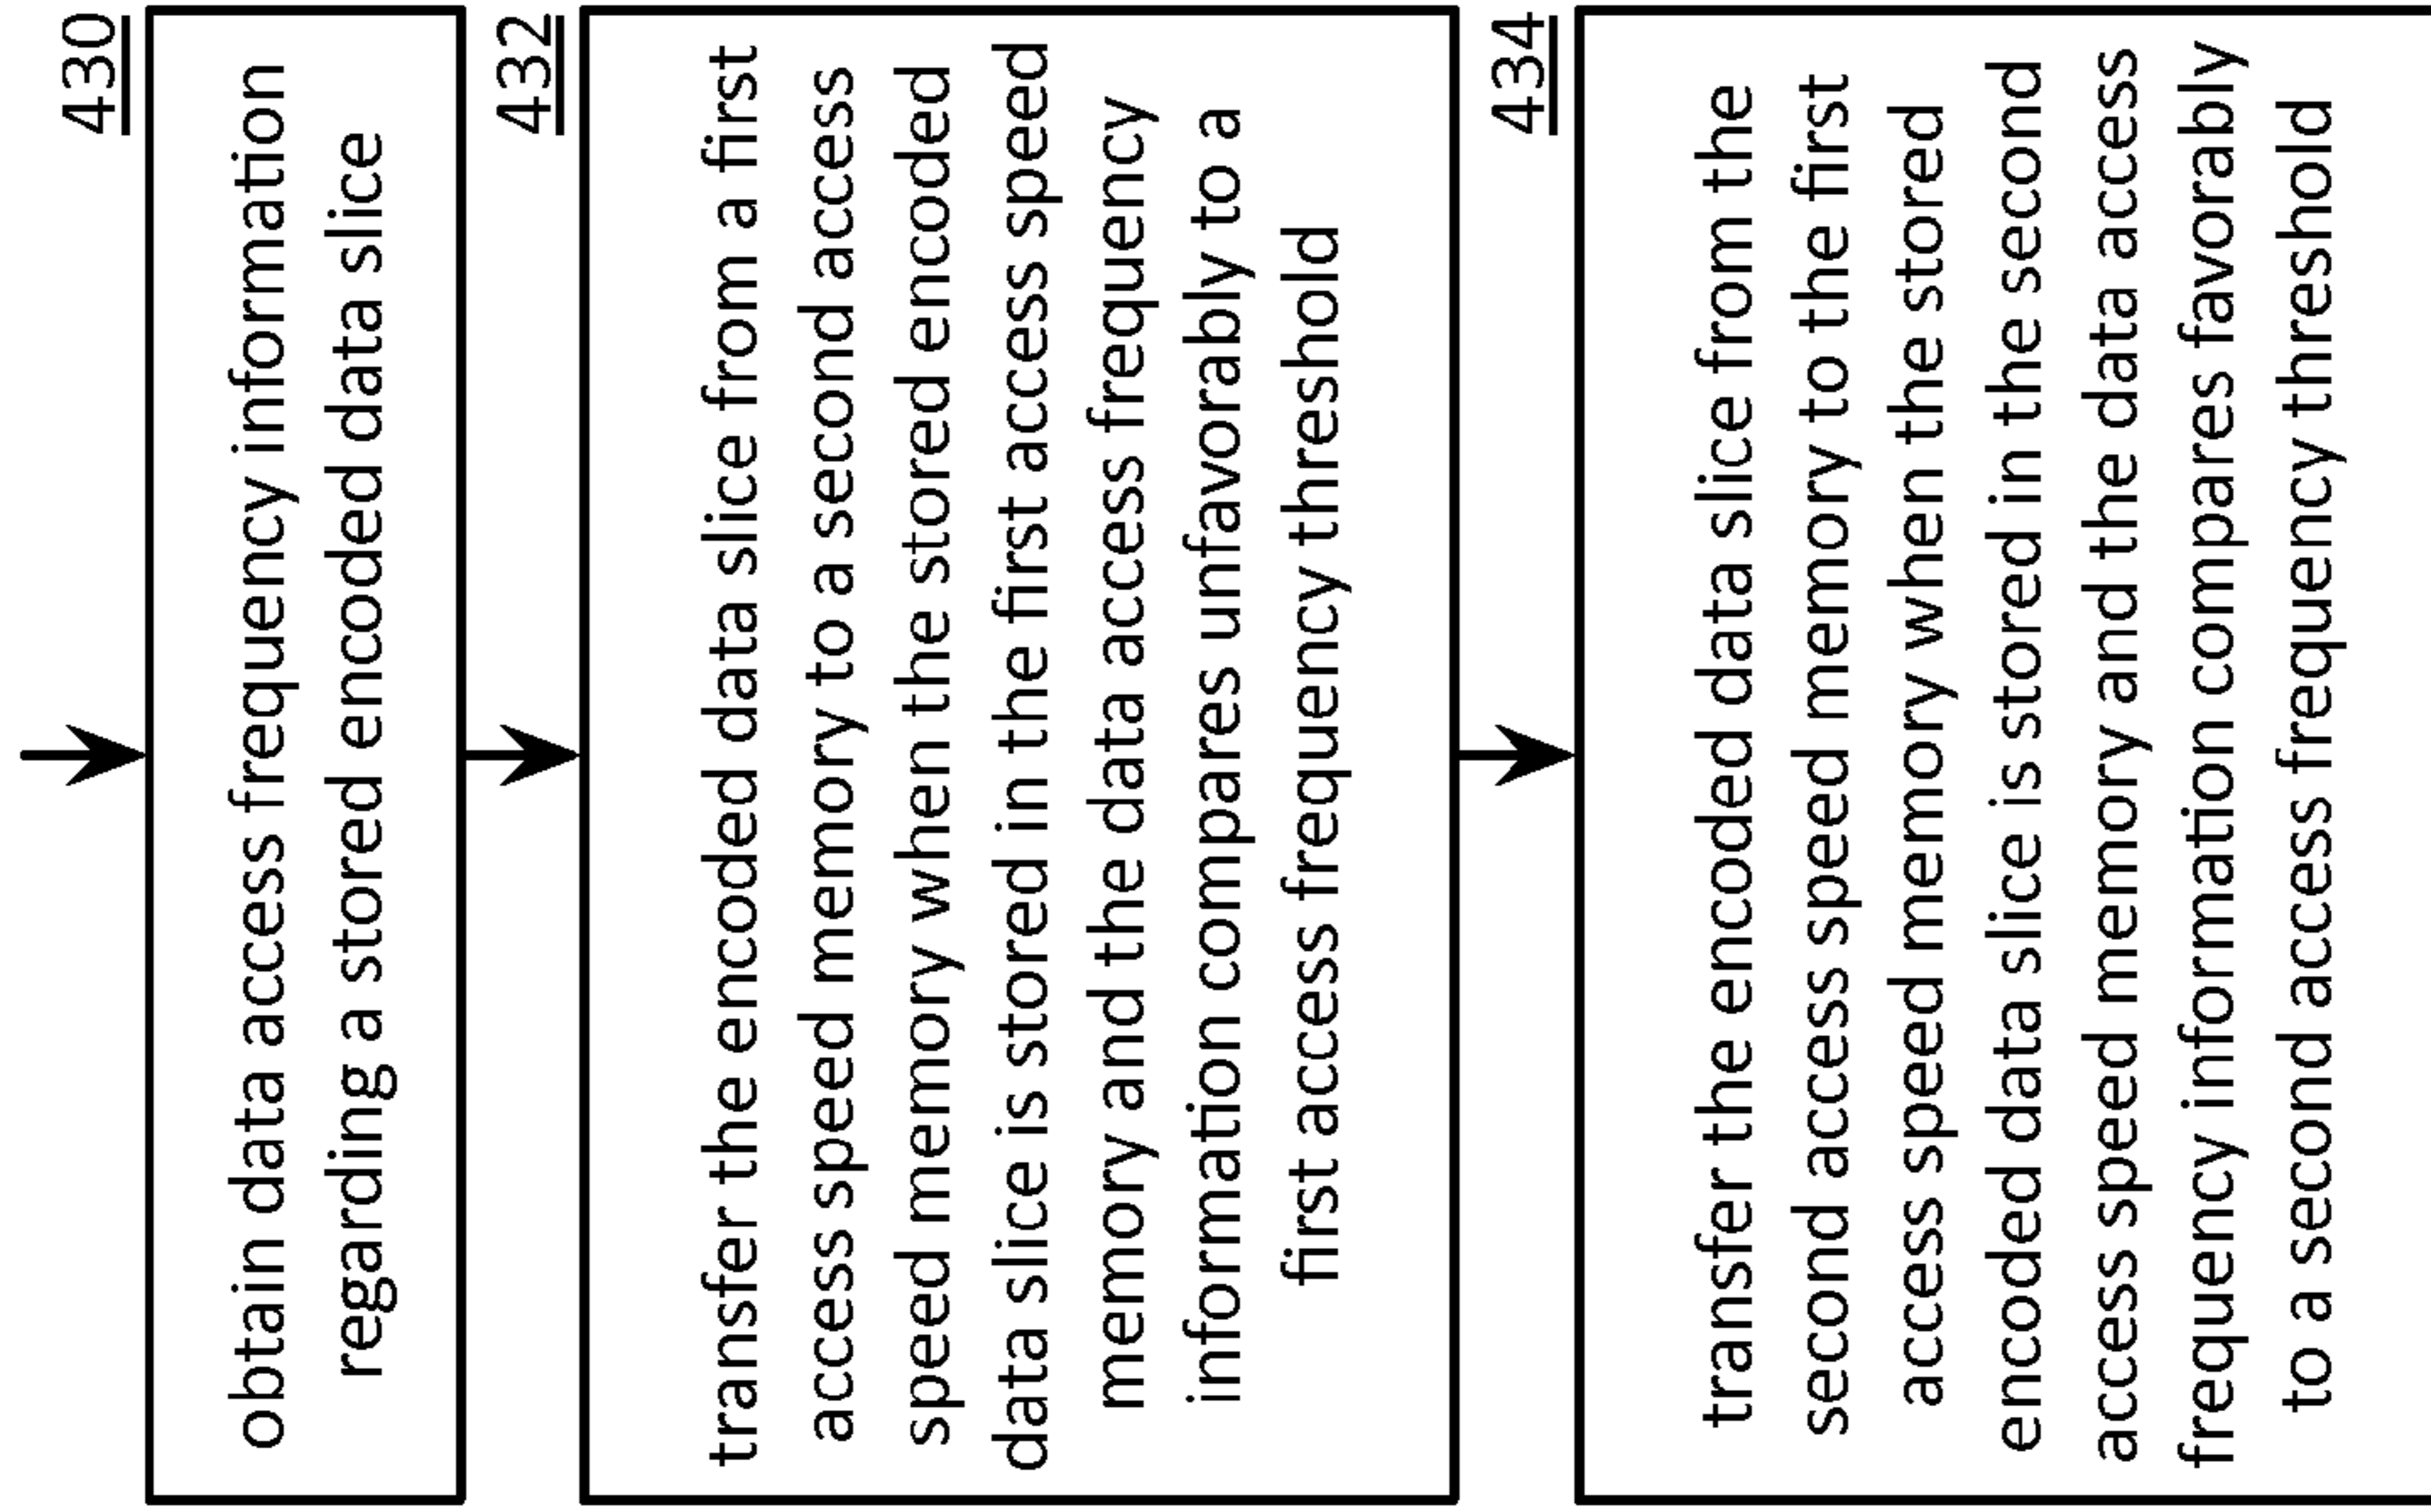 430
obtain data access frequency information
regarding a stored encoded data slice
432
transfer the encoded data slice from a first
access speed memory to a second access
speed memory when the stored encoded
data slice is stored in the first access speed
memory and the data access frequency
information compares unfavorably to a
first access frequency threshold
434
transfer the encoded data slice from the
second access speed memory to the first
access speed memory when the stored
encoded data slice is stored in the second
access speed memory and the data access
frequency information compares favorably
to a second access frequency threshold